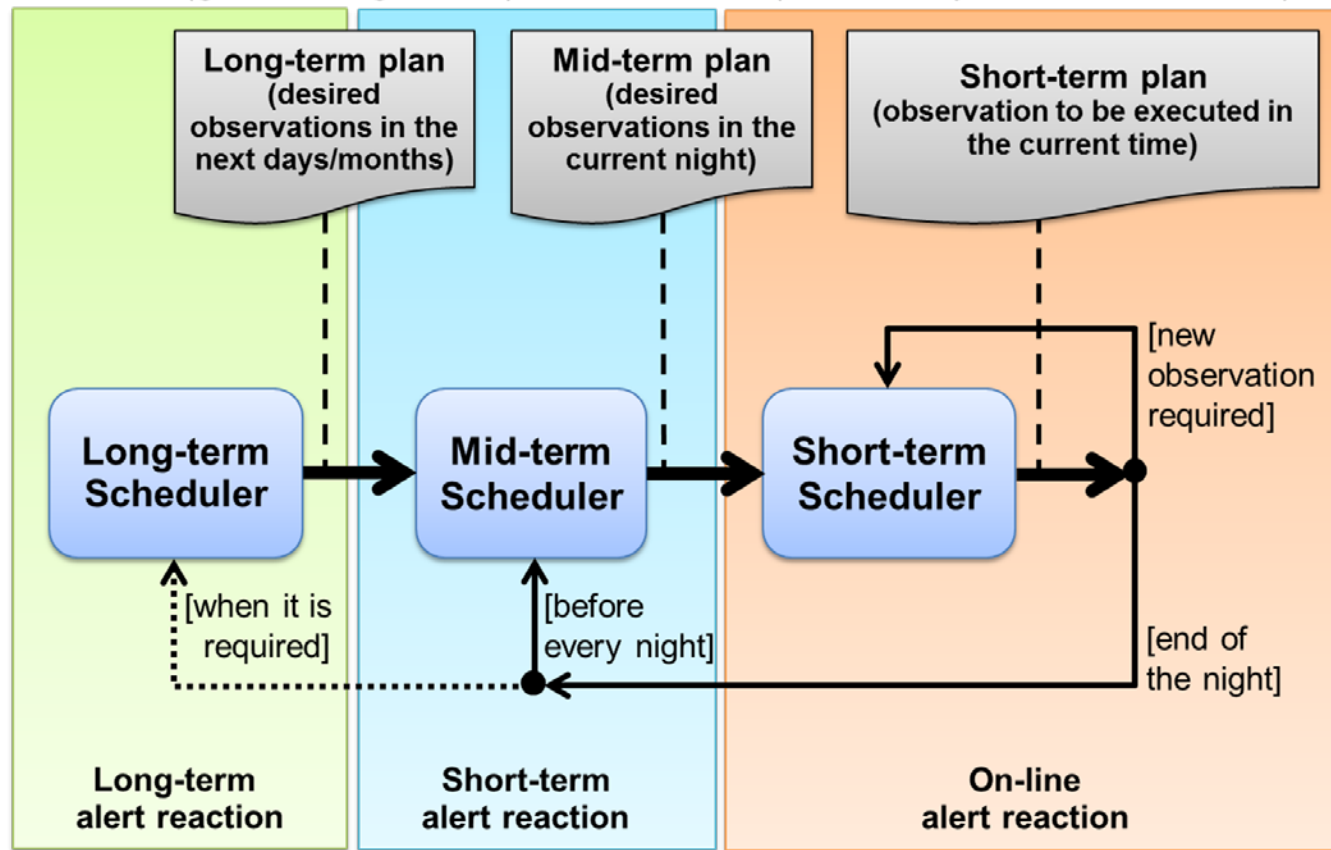 Long-term plan
(desired
observations in the
next days/months)
Mid-term plan
(desired
observations in the
current night)
Short-term plan
(observation to be executed in
the current time)
[new
observation
required]
Long-term
Scheduler
Mid-term
Scheduler
Short-term
Scheduler
[when it is
required]
[before
every night]
[end of
the night]
Long-term
alert reaction
Short-term
alert reaction
On-line
alert reaction